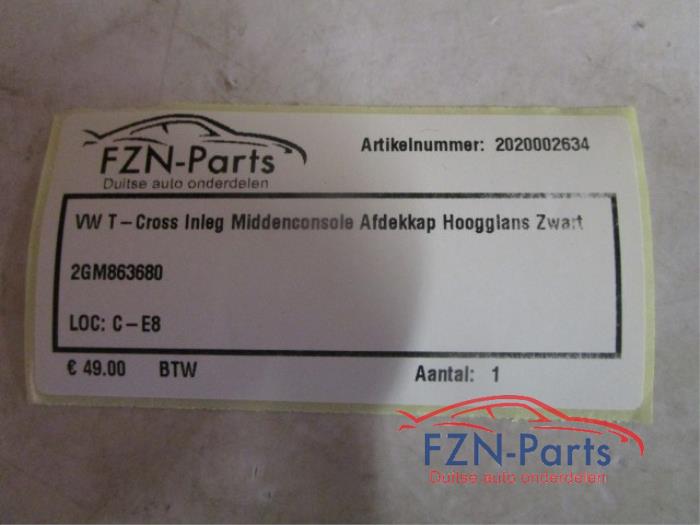 FZN-Parts
Duitse auto onderdelen
Artikelnummer: 2020002634
VW T-Cross Inleg Middenconsole Afdekkap Hoogglans Zwart
2GM863680
LOC: C-E8
€ 49.00 BTW
Aantal: 1
FZN-Parts
Duitse auto onderdelen